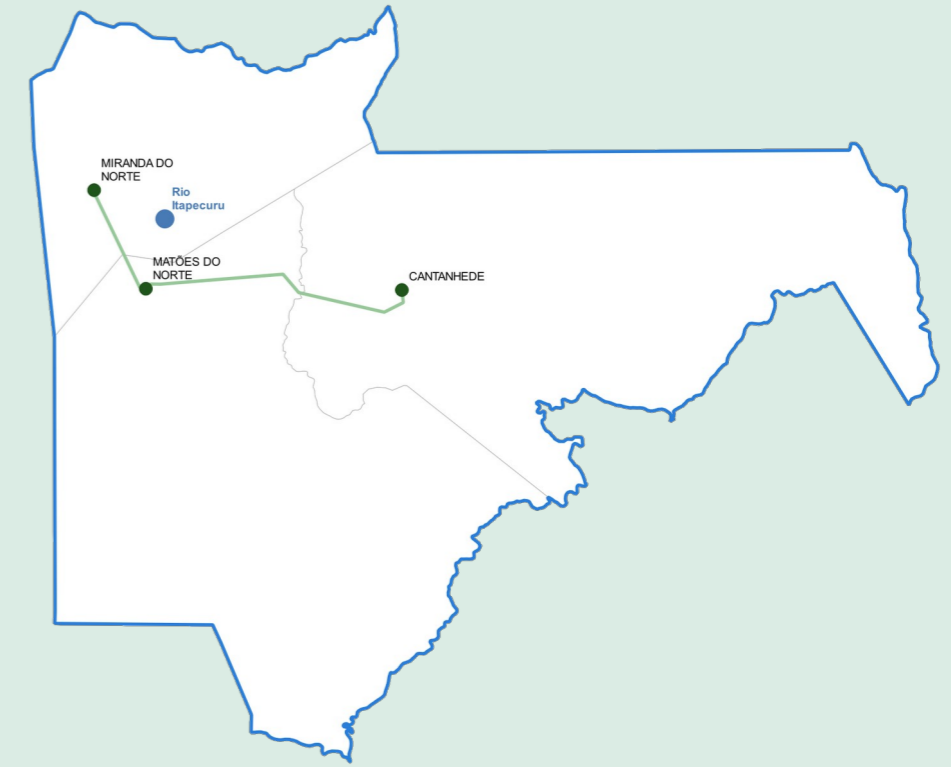 MIRANDA DO
NORTE
Rio
Itapecuru
MATÕES DO
NORTE
CANTANHEDE